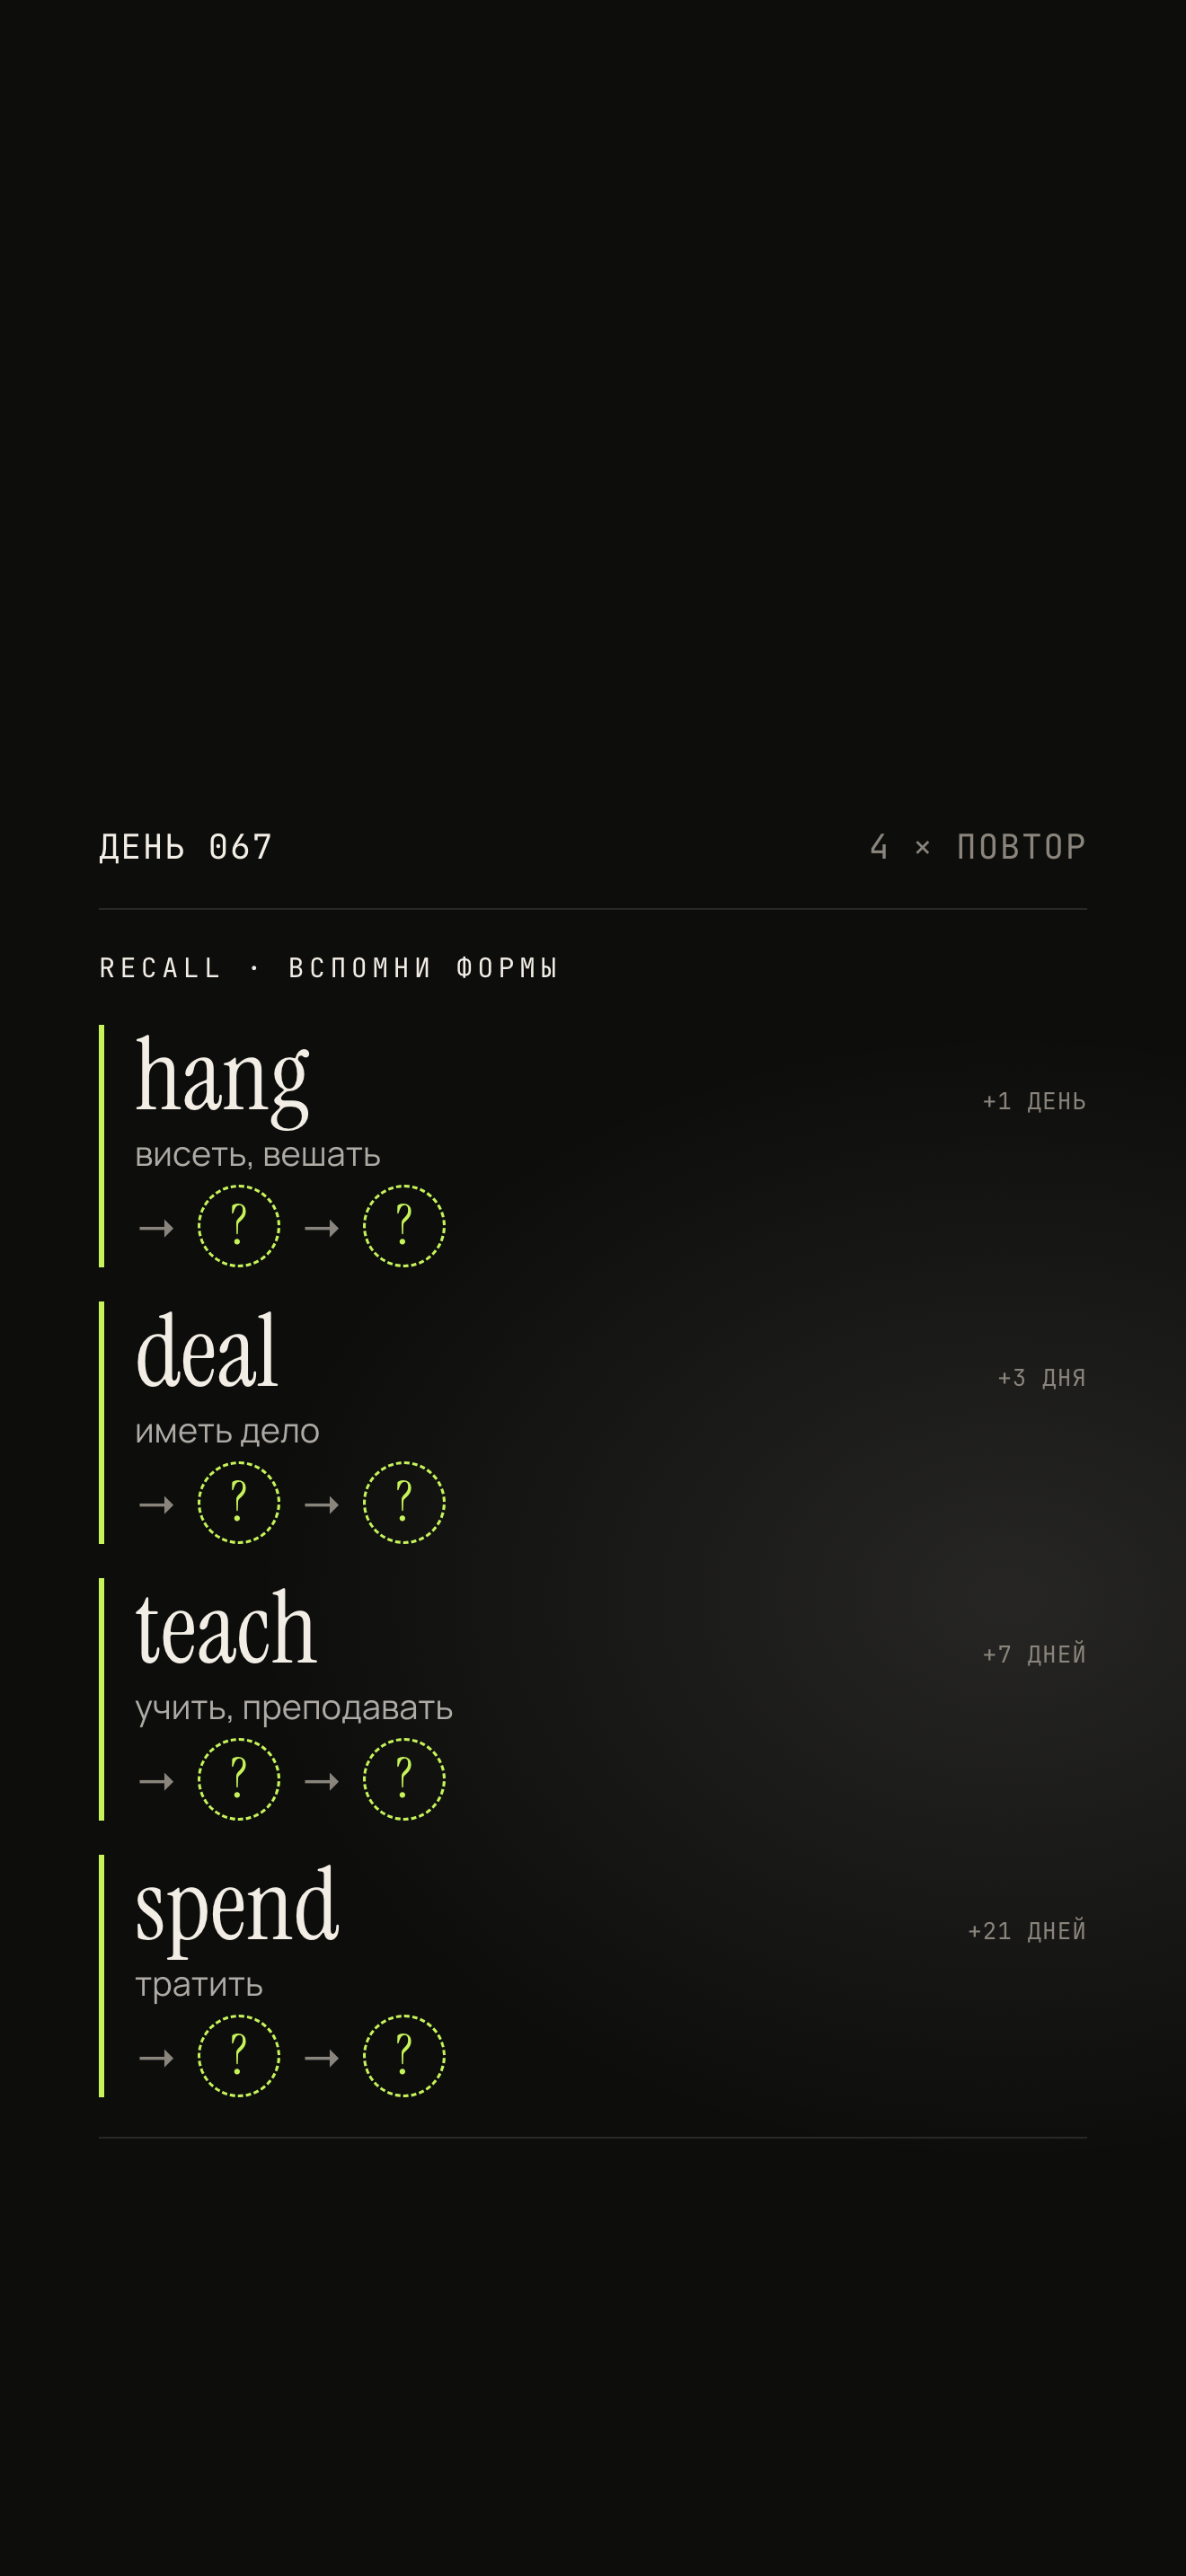 ДЕНЬ 067 4 × ПОВТОР
RECALL · ВСПОМНИ ФОРМЫ
hang
+1 ДЕНЬ
висеть, вешать
→ ? → ?
deal
+3 ДНЯ
иметь дело
→ ? → ?
teach
+7 ДНЕЙ
учить, преподавать
→ ? → ?
spend
+21 ДНЕЙ
тратить
→ ? → ?